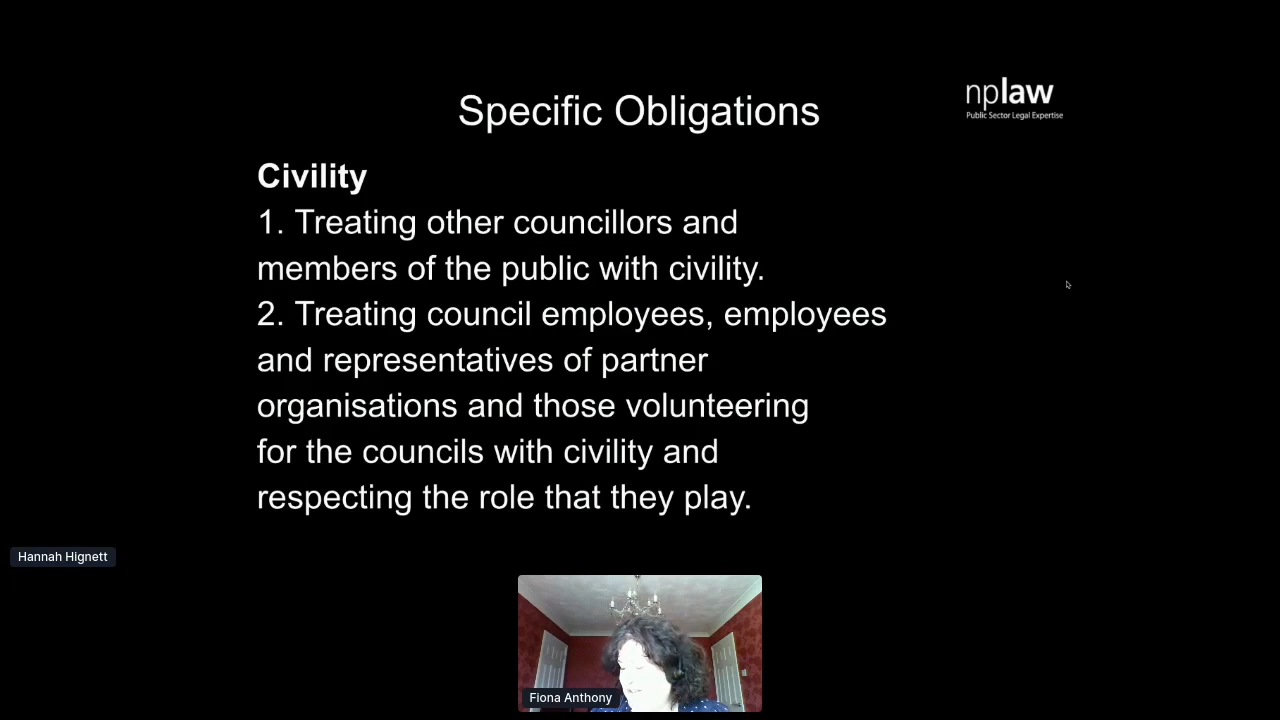 nplaw
Public Sector Legal Expertise
Specific Obligations
Civility
1. Treating other councillors and
members of the public with civility.
2. Treating council employees, employees
and representatives of partner
organisations and those volunteering
for the councils with civility and
respecting the role that they play.
Hannah Hignett
Fiona Anthony